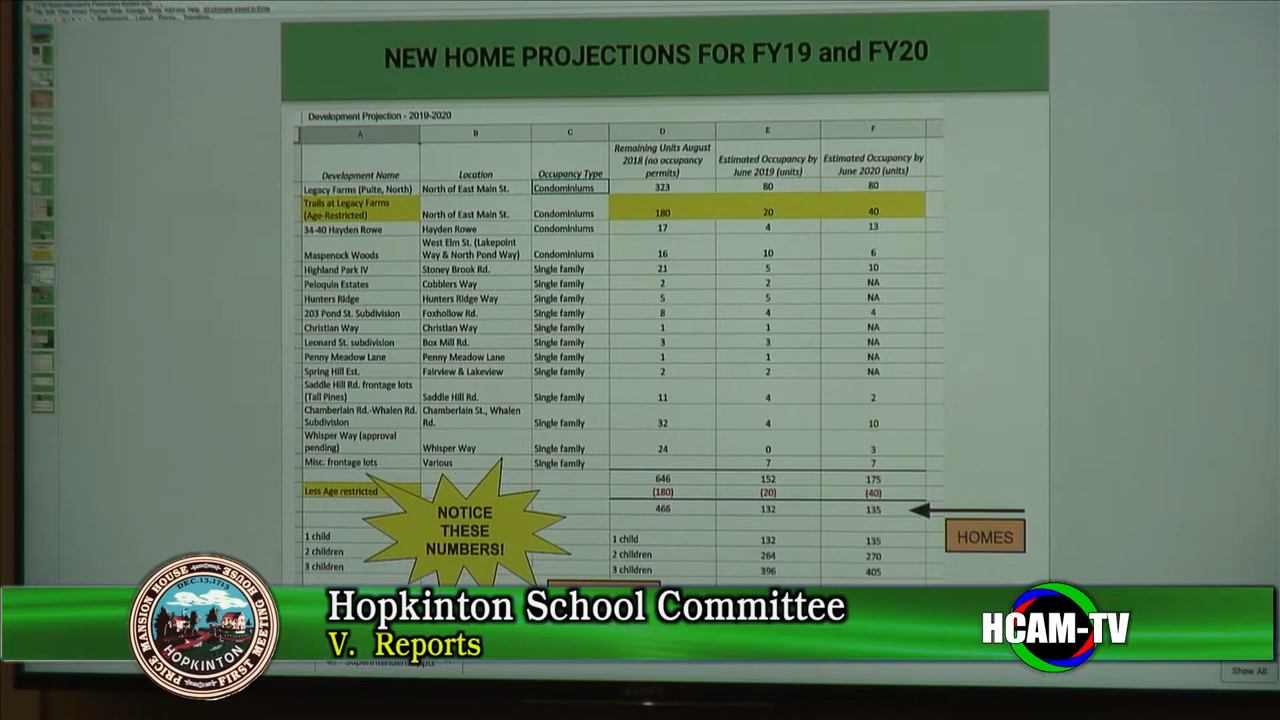 NEW HOME PROJECTIONS FOR FY19 and FY20
Development Projection - 2019-2020
A B C D E F
Development Name Location Occupancy Type Remaining Units August 2018 (no occupancy permits) Estimated Occupancy by June 2019 (units) Estimated Occupancy by June 2020 (units)
Legacy Farms (Pulte, North) North of East Main St. Condominiums 323 80 80
Trails at Legacy Farms (Age-Restricted) North of East Main St. Condominiums 180 20 40
34-40 Hayden Rowe Hayden Rowe Condominiums 17 4 13
Maspenock Woods West Elm St. (Lakepoint Way & North Pond Way) Condominiums 16 10 6
Highland Park IV Stoney Brook Rd. Single family 21 5 10
Peloquin Estates Cobblers Way Single family 2 2 NA
Hunters Ridge Hunters Ridge Way Single family 5 5 NA
203 Pond St. Subdivision Foxhollow Rd. Single family 8 4 4
Christian Way Christian Way Single family 1 1 NA
Leonard St. subdivision Box Mill Rd. Single family 3 3 NA
Penny Meadow Lane Penny Meadow Lane Single family 1 1 NA
Spring Hill Est. Fairview & Lakeview Single family 2 2 NA
Saddle Hill Rd. frontage lots (Tall Pines) Saddle Hill Rd. Single family 11 4 2
Chamberlain Rd.-Whalen Rd. Subdivision Chamberlain St., Whalen Rd. Single family 32 4 10
Whisper Way (approval pending) Whisper Way Single family 24 0 3
Misc. frontage lots Various Single family 7 7
646 152 175
Less Age restricted (180) (20) (40)
466 132 135
NOTICE
THESE
NUMBERS!
HOMES
1 child 1 child 132 135
2 children 2 children 264 270
3 children 3 children 396 405
Hopkinton School Committee
V. Reports
HCAM-TV
PRICE MANSION HOUSE
DEC.13.1715
FIRST MEETING HOUSE
HOPKINTON
Show All